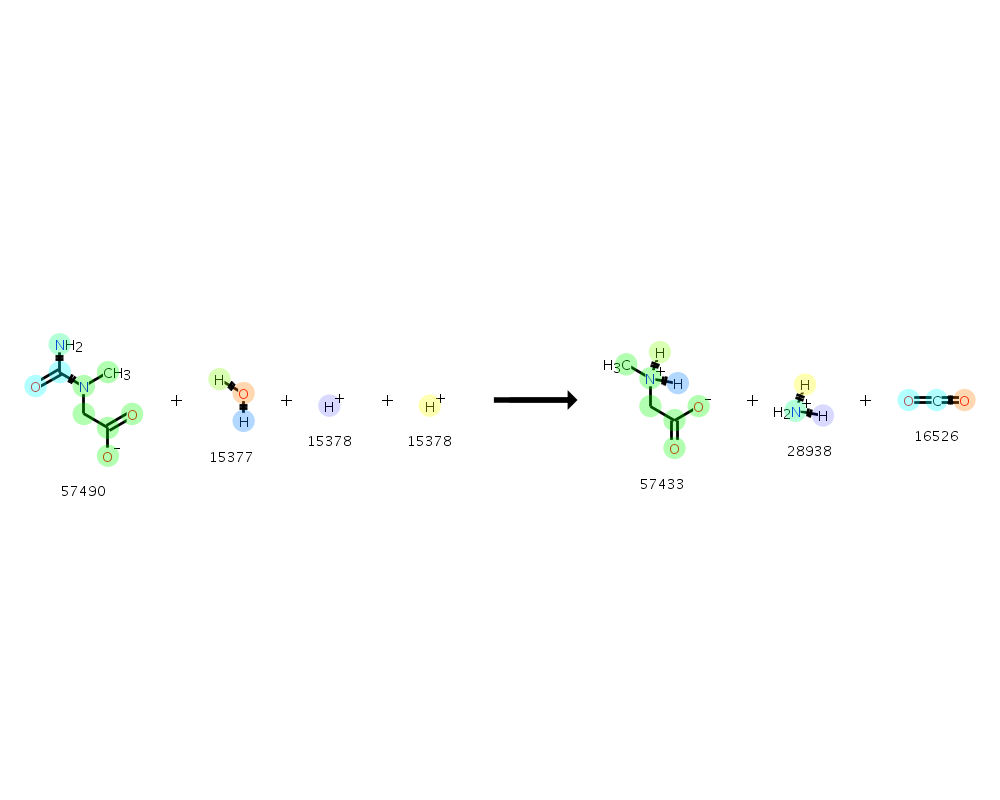 NH2
O
N
CH3
O
O-
57490
+
H
O
H
15377
+
H+
15378
+
H+
15378
H
H3C
N+
H
O-
O
57433
+
H
H2N+
H
28938
+
O
C
O
16526